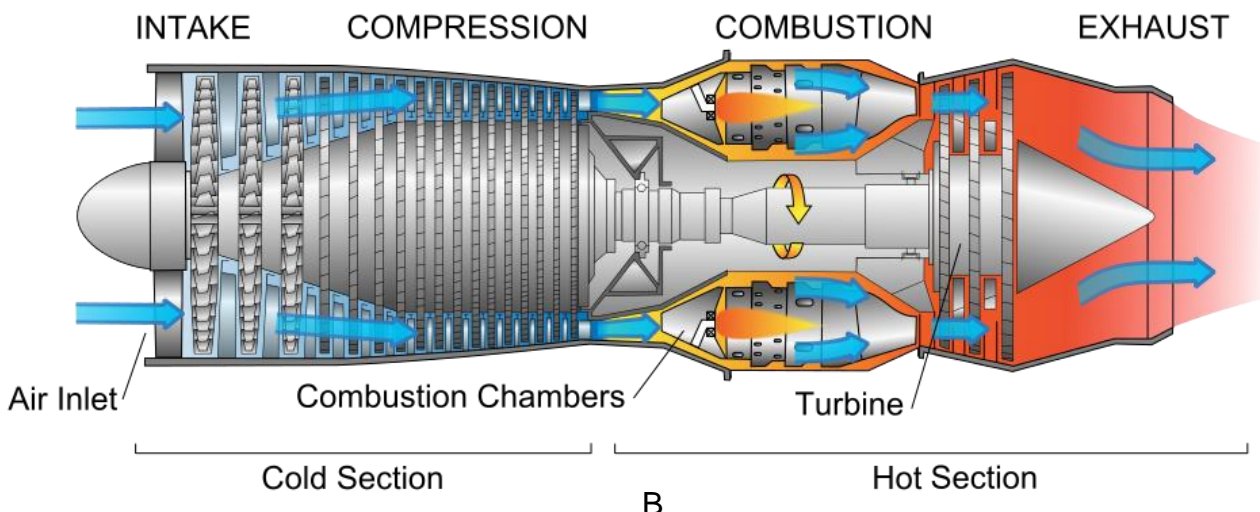 INTAKE COMPRESSION COMBUSTION EXHAUST
Air Inlet
Combustion Chambers
Turbine
Cold Section
Hot Section
B